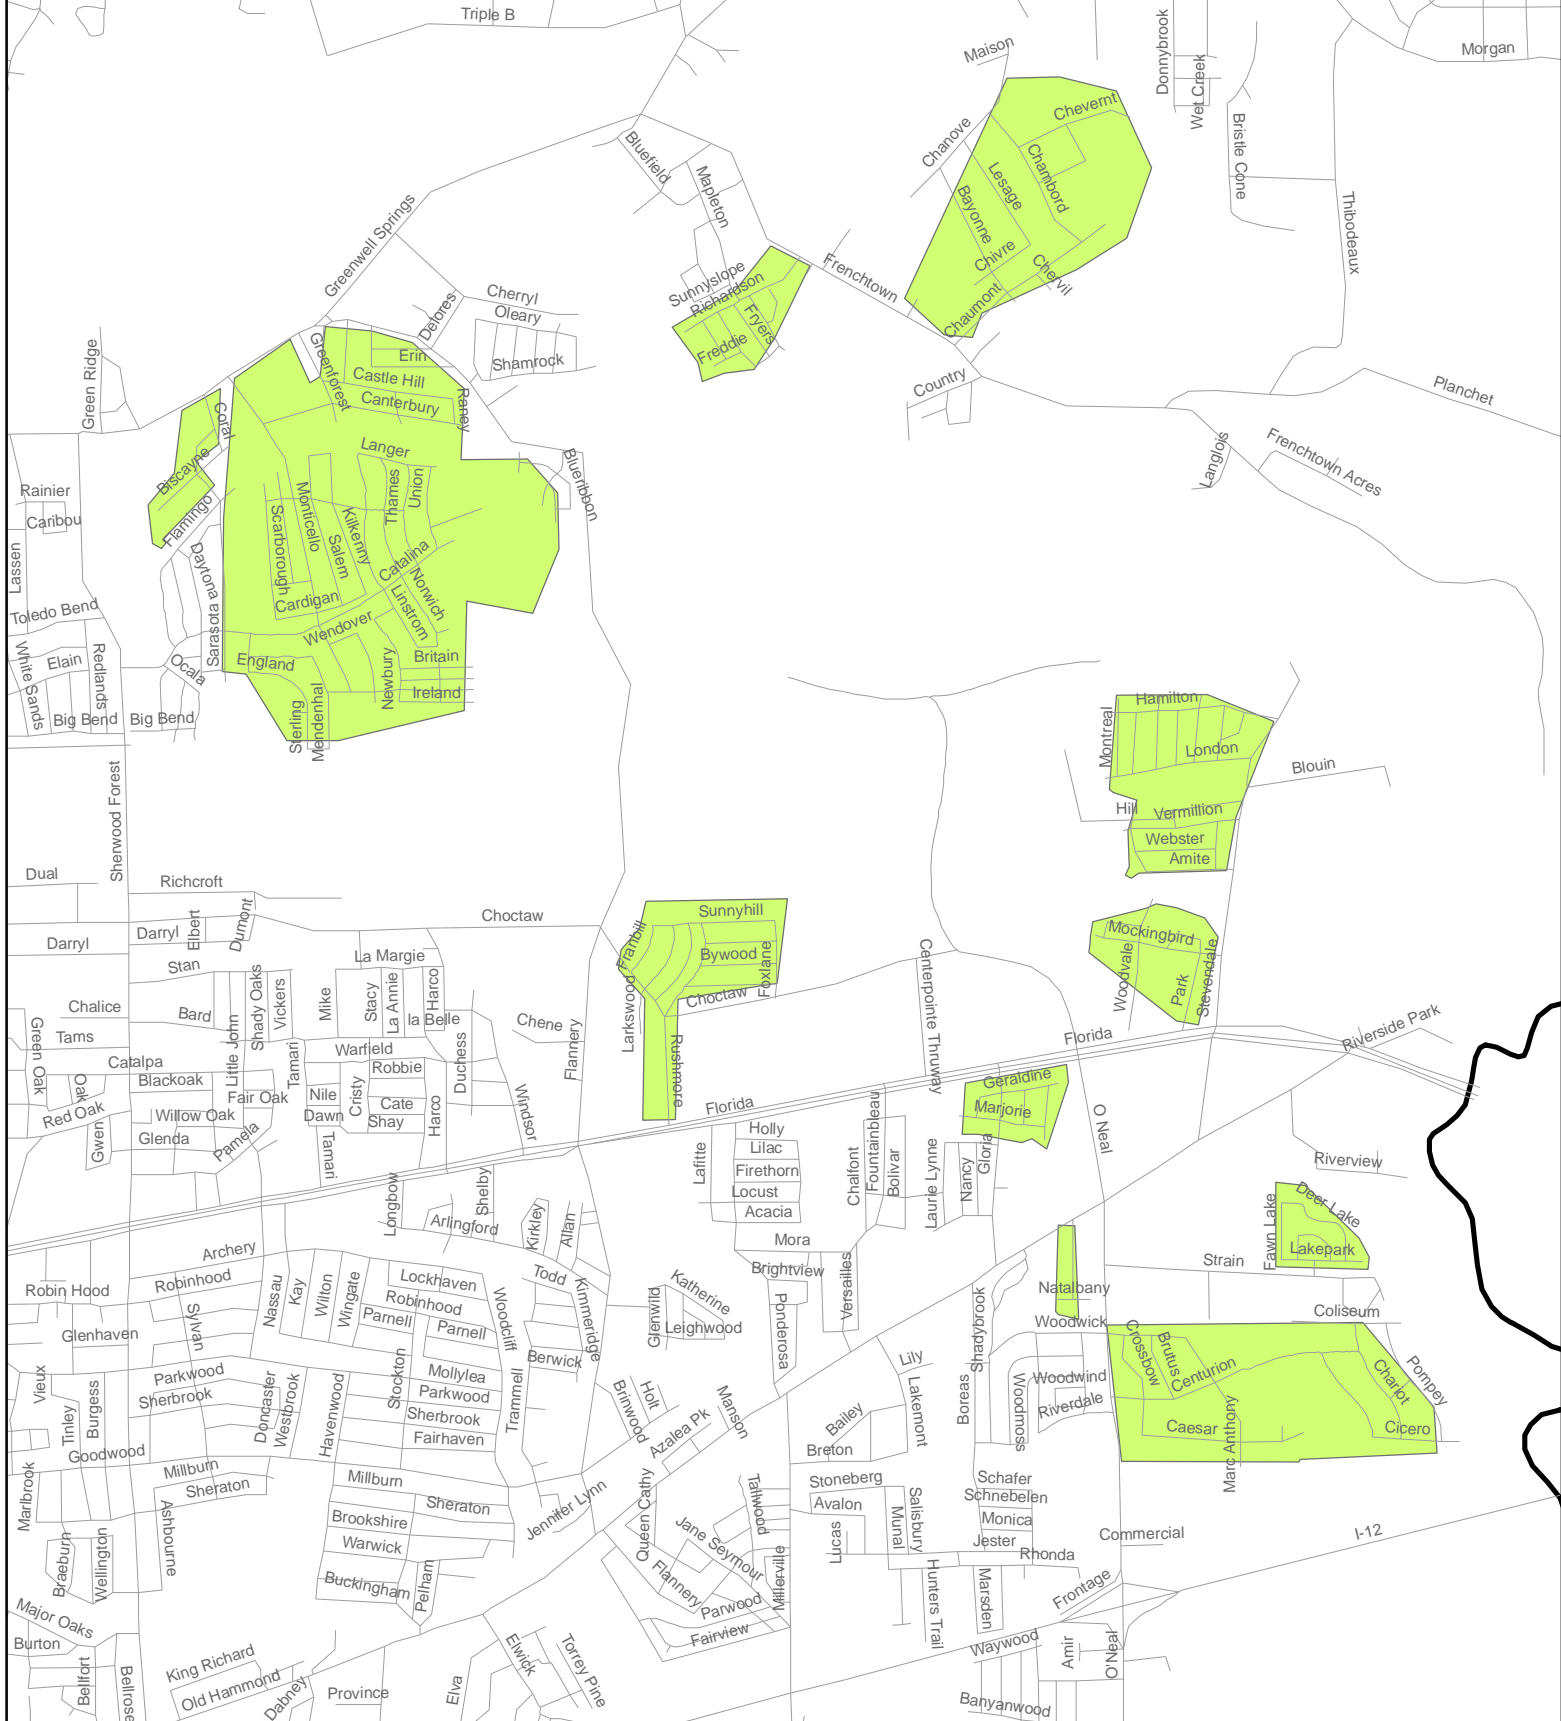 Triple B
Maison
Donnybrook
Wet Creek
Morgan
Chevernt
Chanove
Bristle Cone
Bluefield
Mapleton
Lesage
Chambord
Bayonne
Thibodeaux
Greenwell Springs
Chivre
Chervil
Frenchtown
Sunnyslope
Richardson
Chaumont
Cherryl
Delores
Oleary
Fryers
Freddie
Shamrock
Green Ridge
Greenforest
Erin
Castle Hill
Canterbury
Raney
Country
Planchet
Coral
Langer
Langlois
Frenchtown Acres
Biscayne
Blueribbon
Rainier
Caribou
Flamingo
Thames
Union
Monticello
Scarborough
Kilkenny
Salem
Lassen
Daytona
Catalina
Norwich
Linstrom
Cardigan
Toledo Bend
Wendover
Sarasota
White Sands
Elain
Redlands
Ocala
England
Britain
Newbury
Ireland
Big Bend
Big Bend
Sterling
Mendenhal
Hamilton
Montreal
London
Blouin
Sherwood Forest
Hill
Vermillion
Webster
Amite
Dual
Richcroft
Choctaw
Sunnyhill
Elbert
Dumont
Darryl
Darryl
Franbill
Bywood
Foxlane
Mockingbird
Stan
La Margie
Centerpointe Thruway
Woodvale
Park
Stevendale
Choctaw
Larkswood
Shady Oaks
Vickers
Mike
Stacy
La Annie
Harco
la Belle
Chalice
Bard
Chene
Flannery
Florida
Riverside Park
Green Oak
Tams
Little John
Tamari
Warfield
Duchess
Rushmore
Catalpa
Robbie
Geraldine
Blackoak
Oak
Nile
Cristy
Fair Oak
Cate
Red Oak
Willow Oak
Dawn
Shay
Harco
Windsor
Florida
Marjorie
Gwen
Glenda
Pamela
Tamari
Holly
Lilac
Firethorn
Locust
Acacia
Lafitte
Chalfont
Fountainbleau
Bolivar
Laurie Lynne
Nancy
Gloria
O Neal
Riverview
Longbow
Shelby
Arlingford
Kirkley
Allan
Mora
Fawn Lake
Deer Lake
Lakepark
Strain
Archery
Robinhood
Robin Hood
Nassau
Kay
Wilton
Wingate
Lockhaven
Robinhood
Parnell
Parnell
Todd
Kimmeridge
Woodcliff
Katherine
Glenwild
Leighwood
Brightview
Versailles
Ponderosa
Natalbany
Woodwick
Coliseum
Sylvan
Glenhaven
Berwick
Shadybrook
Crossbow
Brutus
Centurion
Chariot
Pompey
Lily
Lakemont
Vieux
Parkwood
Sherbrook
Mollylea
Parkwood
Sherbrook
Fairhaven
Stockton
Trammell
Doncaster
Westbrook
Havenwood
Burgess
Tinley
Brinwood
Holt
Manson
Azalea Pk
Bailey
Breton
Boreas
Woodmoss
Woodwind
Riverdale
Caesar
Marc Anthony
Cicero
Goodwood
Millburn
Sheraton
Millburn
Sheraton
Marlbrook
Ashbourne
Brookshire
Warwick
Buckingham
Pelham
Jennifer Lynn
Queen Cathy
Tallwood
Jane Seymour
Flannery
Stoneberg
Avalon
Lucas
Munal
Salisbury
Schafer
Schnebelen
Monica
Jester
Rhonda
Commercial
I-12
Braeburn
Wellington
Millerville
Parwood
Fairview
Hunters Trail
Marsden
Frontage
Major Oaks
Burton
Bellfort
Bellrose
King Richard
Old Hammond
Dabney
Province
Elva
Elwick
Torrey Pine
Waywood
Amir
O'Neal
Banyanwood